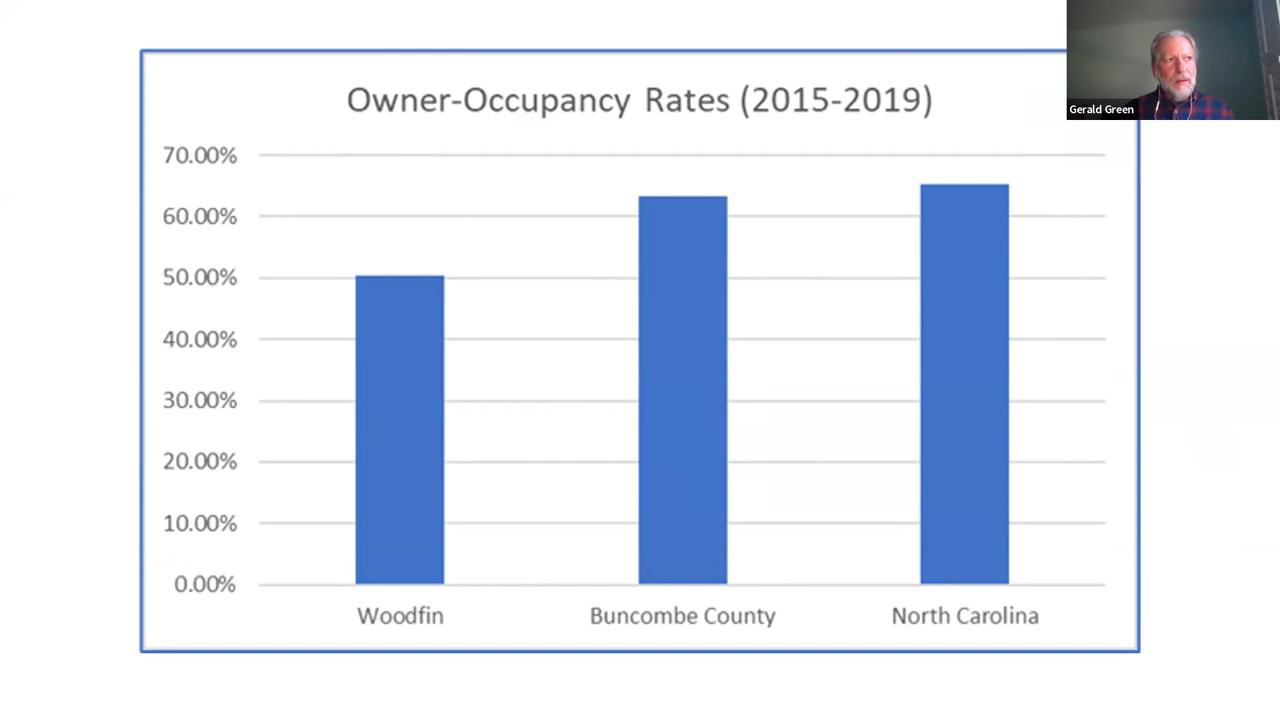 Owner-Occupancy Rates (2015-2019)
Gerald Green
70.00%
60.00%
50.00%
40.00%
30.00%
20.00%
10.00%
0.00%
Woodfin Buncombe County North Carolina